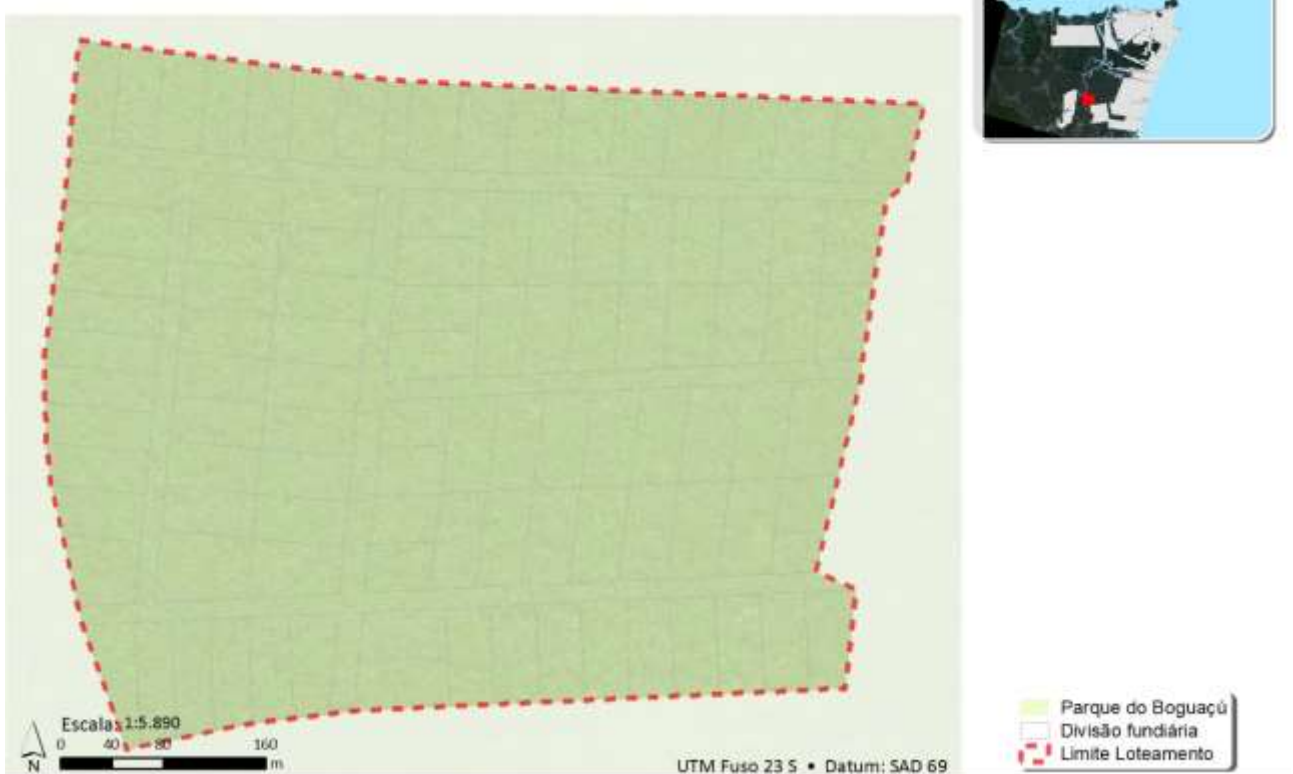 Escala: 1:5.890
0 40 80 160
m
N
UTM Fuso 23 S • Datum: SAD 69
Parque do Boguaçú
Divisão fundiária
Limite Loteamento